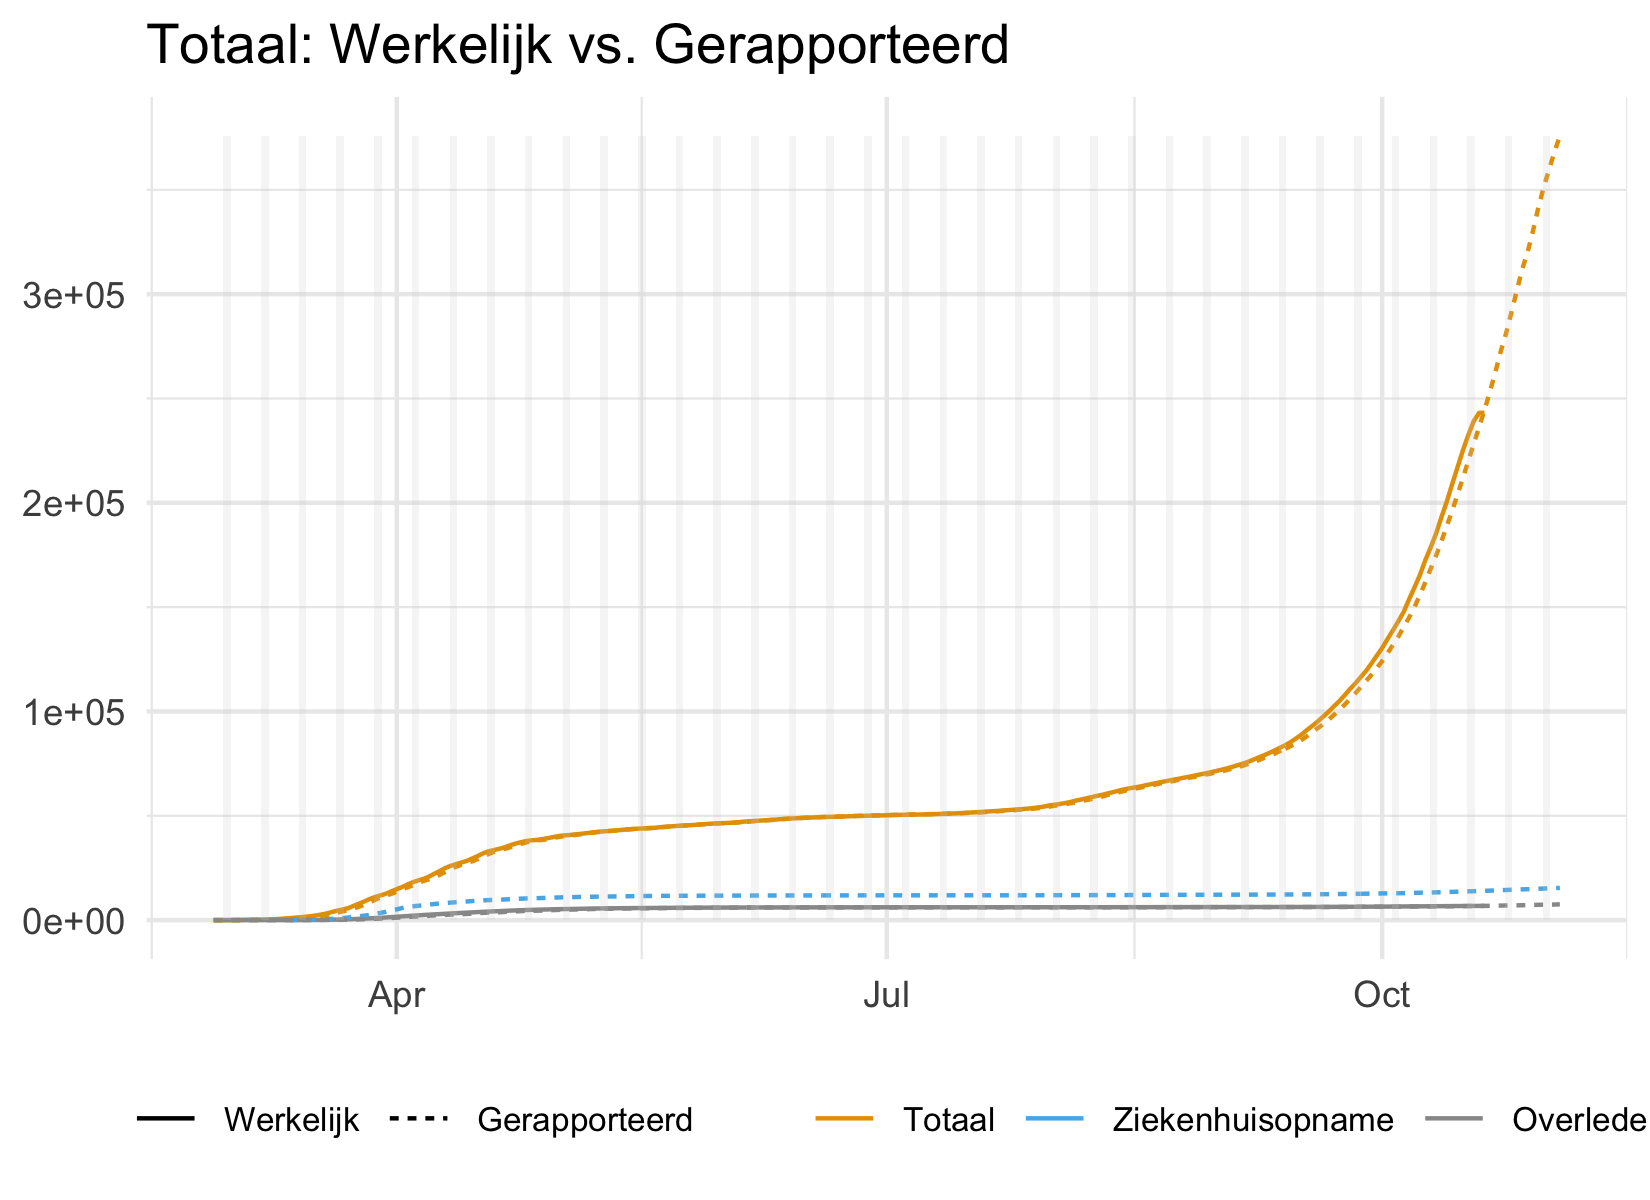 Totaal: Werkelijk vs. Gerapporteerd
3e+05
2e+05
1e+05
0e+00
Apr Jul Oct
Werkelijk Gerapporteerd Totaal Ziekenhuisopname Overlede